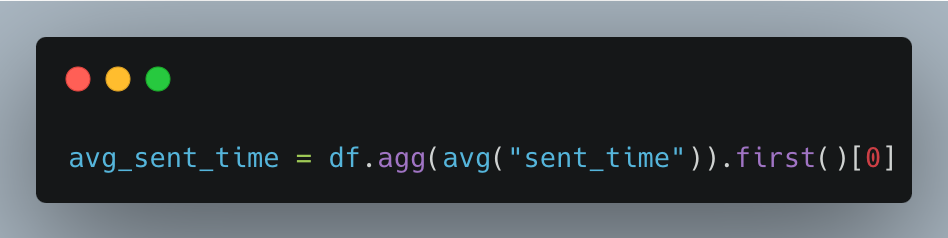 avg_sent_time = df.agg(avg("sent_time")).first()[0]